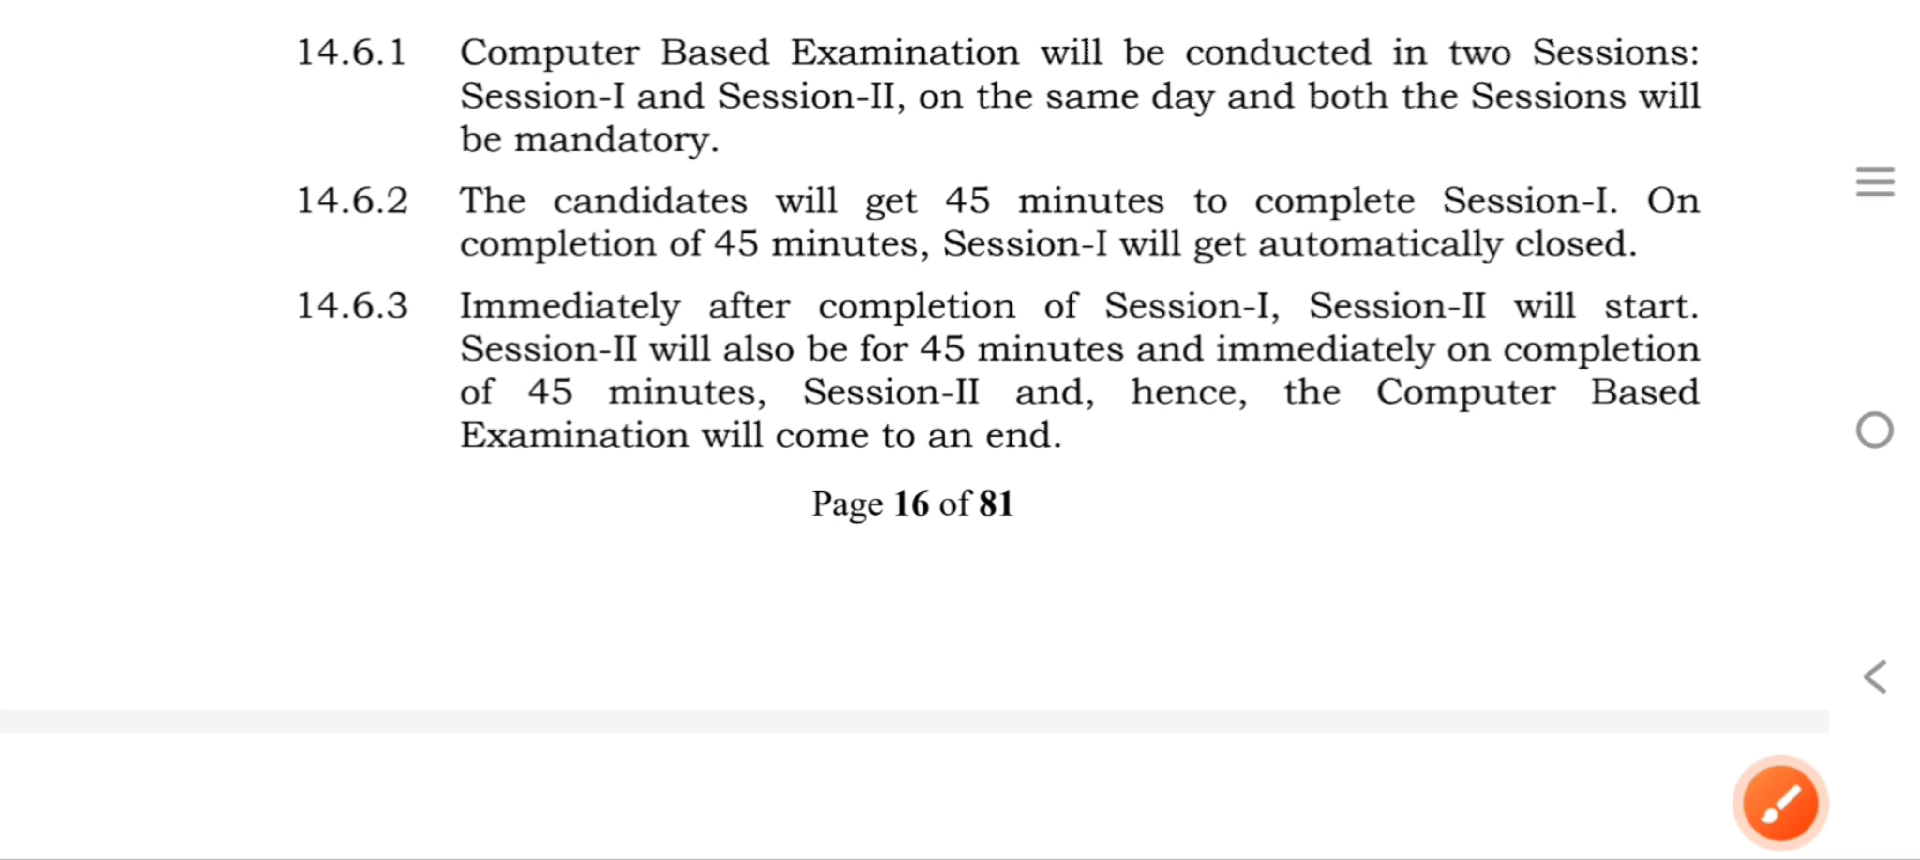 14.6.1 Computer Based Examination will be conducted in two Sessions:
Session-I and Session-II, on the same day and both the Sessions will
be mandatory.
14.6.2 The candidates will get 45 minutes to complete Session-I. On
completion of 45 minutes, Session-I will get automatically closed.
14.6.3 Immediately after completion of Session-I, Session-II will start.
Session-II will also be for 45 minutes and immediately on completion
of 45 minutes, Session-II and, hence, the Computer Based
Examination will come to an end.
Page 16 of 81